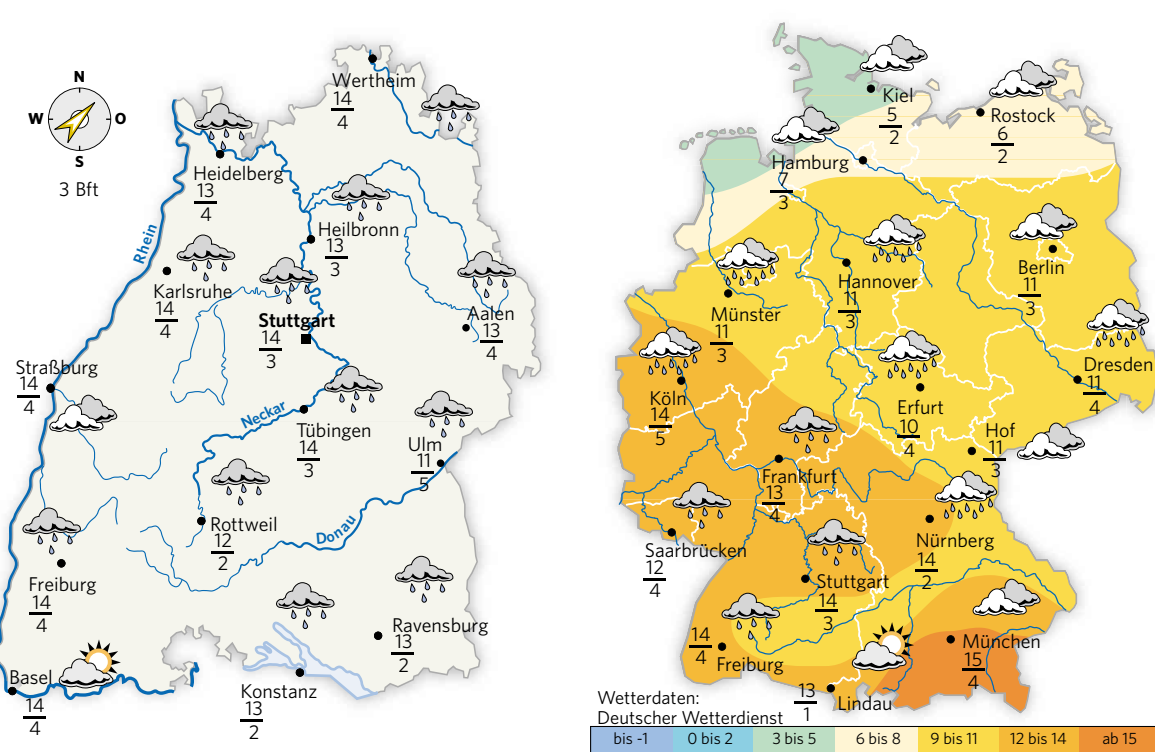 N
W O
S
3 Bft
Wertheim
14
4
Heidelberg
13
4
Rhein
Heilbronn
13
3
Karlsruhe
14
4
Stuttgart
14
3
Aalen
13
4
Straßburg
14
4
Neckar
Tübingen
14
3
Ulm
11
5
Rottweil
12
2
Donau
Freiburg
14
4
Ravensburg
13
2
Basel
14
4
Konstanz
13
2
Kiel
5
2
Rostock
6
2
Hamburg
7
3
Berlin
11
3
Hannover
11
3
Münster
11
3
Dresden
11
4
Köln
14
5
Erfurt
10
4
Hof
11
3
Frankfurt
13
4
Saarbrücken
12
4
Nürnberg
14
2
Stuttgart
14
3
München
15
4
14
4
Freiburg
13
1
Lindau
Wetterdaten:
Deutscher Wetterdienst
bis -1 0 bis 2 3 bis 5 6 bis 8 9 bis 11 12 bis 14 ab 15